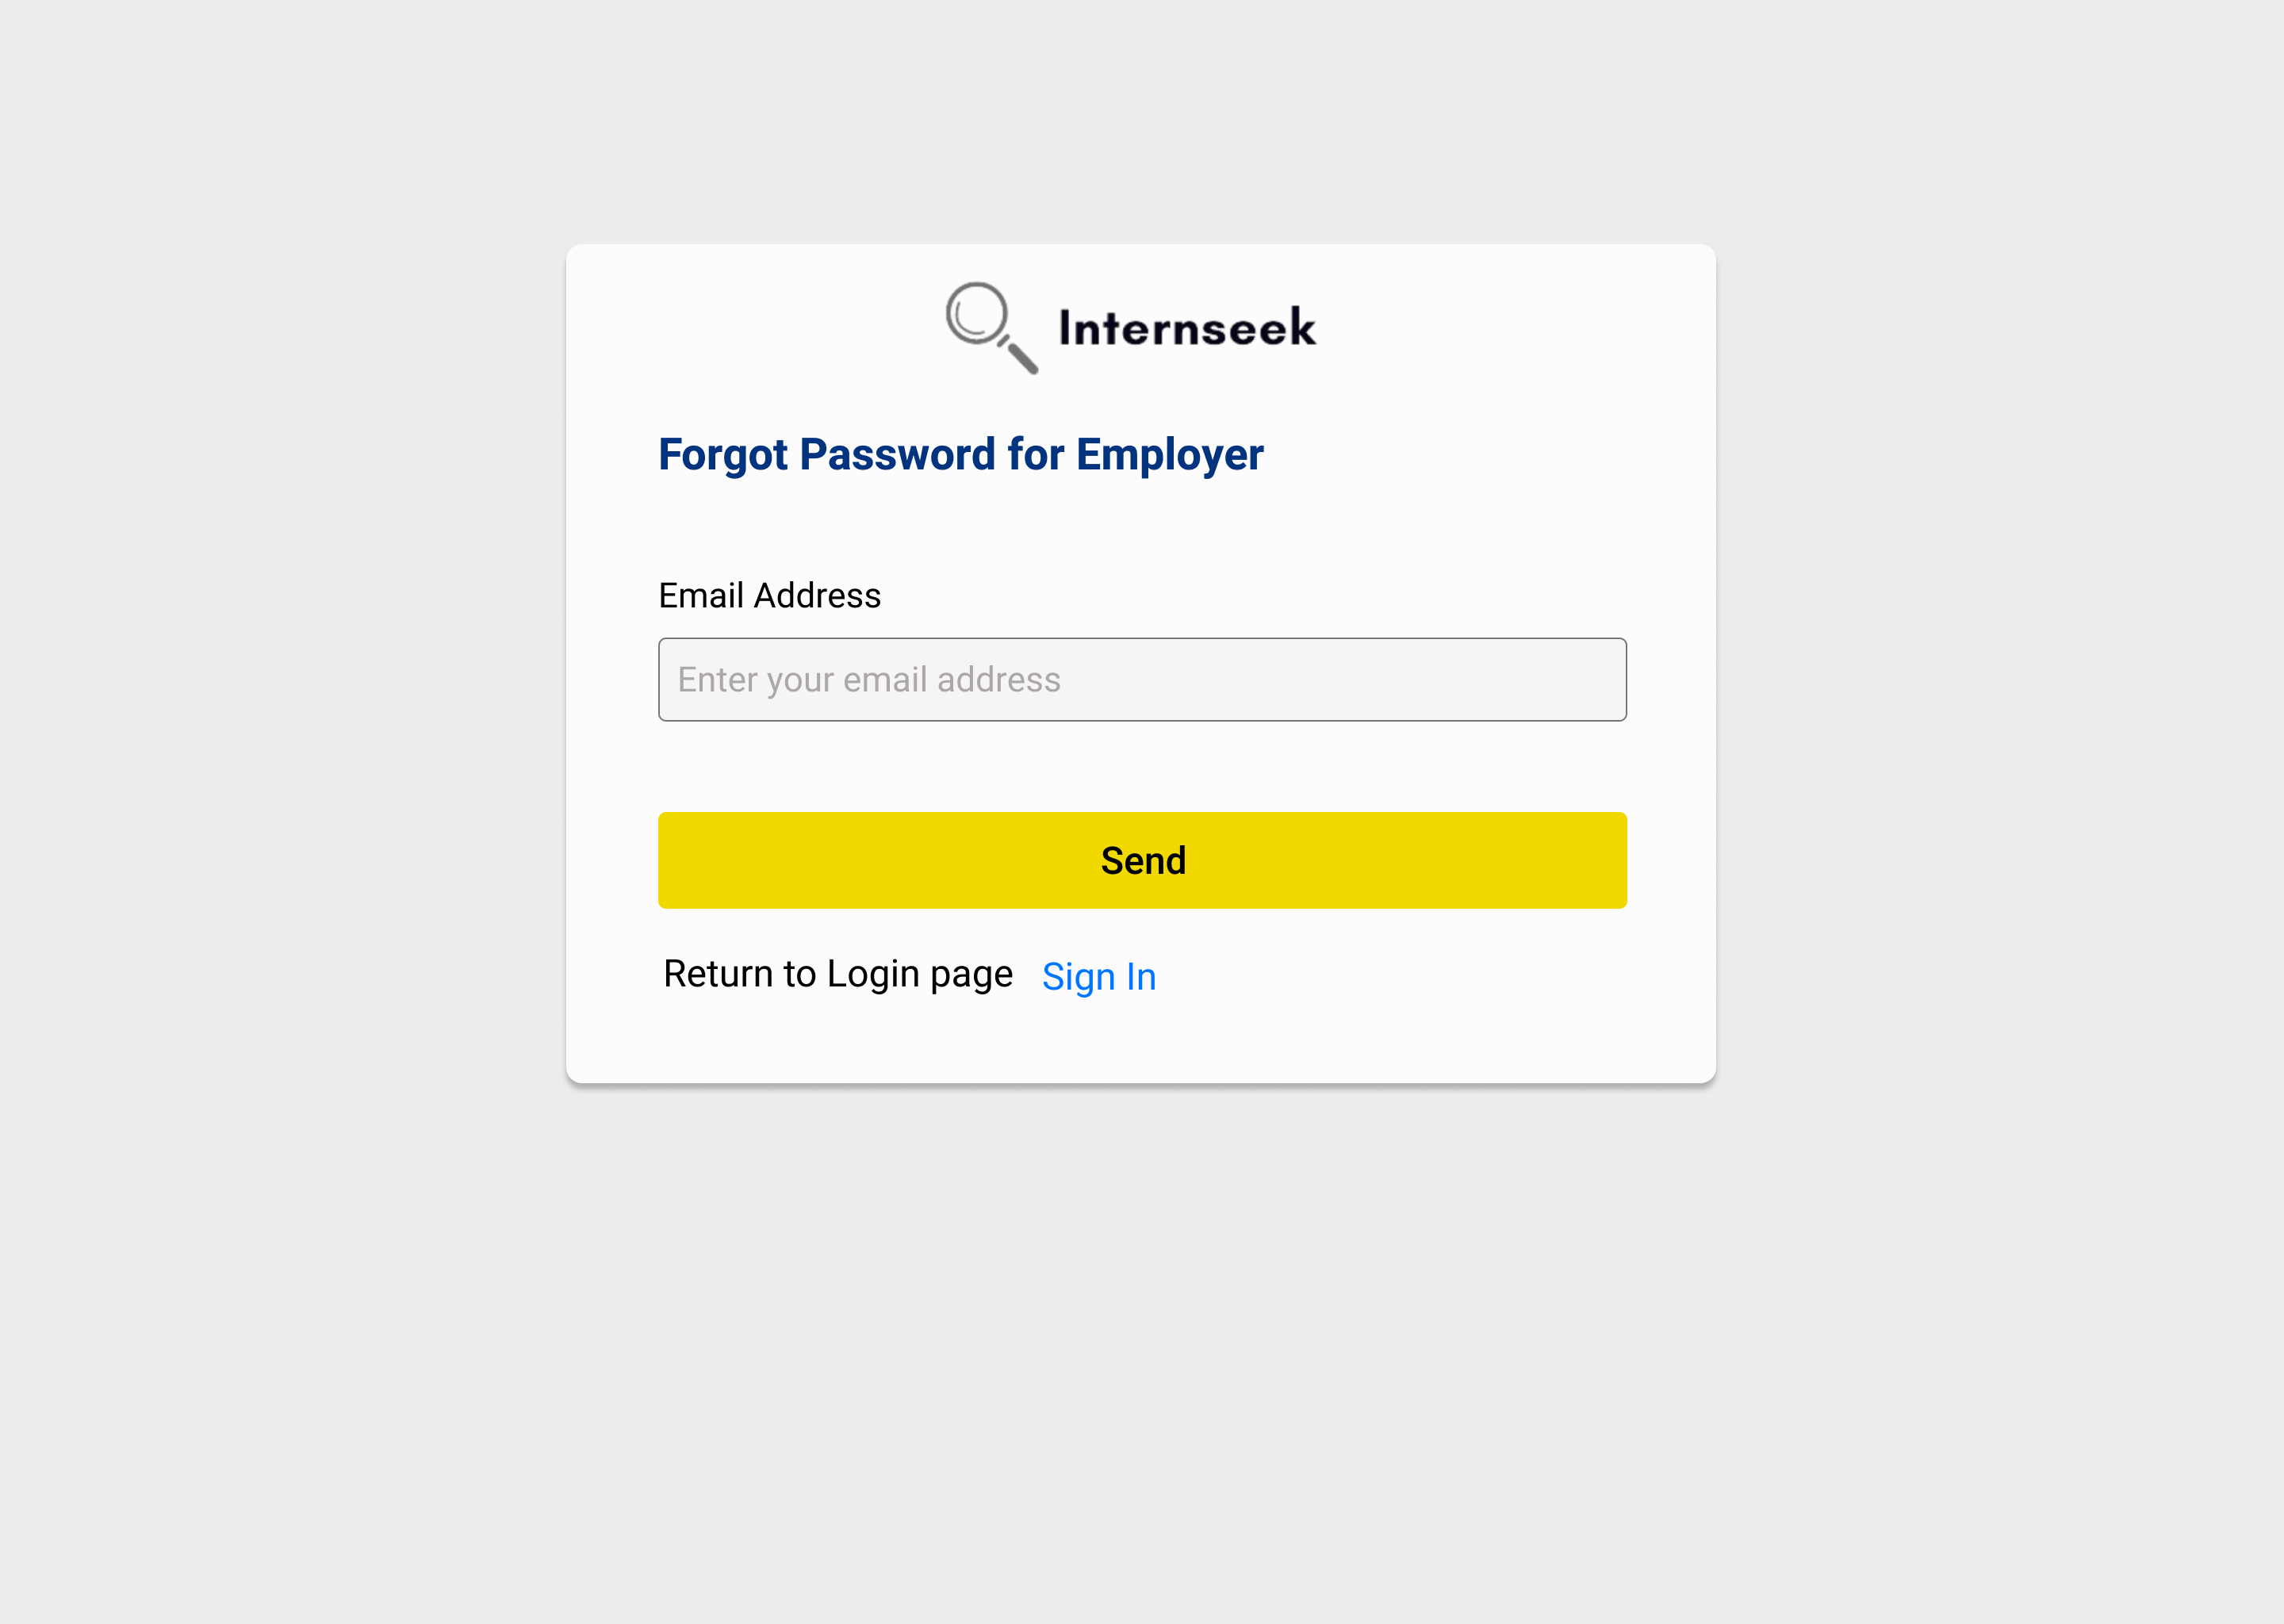 Internseek
Forgot Password for Employer
Email Address
Enter your email address
Send
Return to Login page Sign In